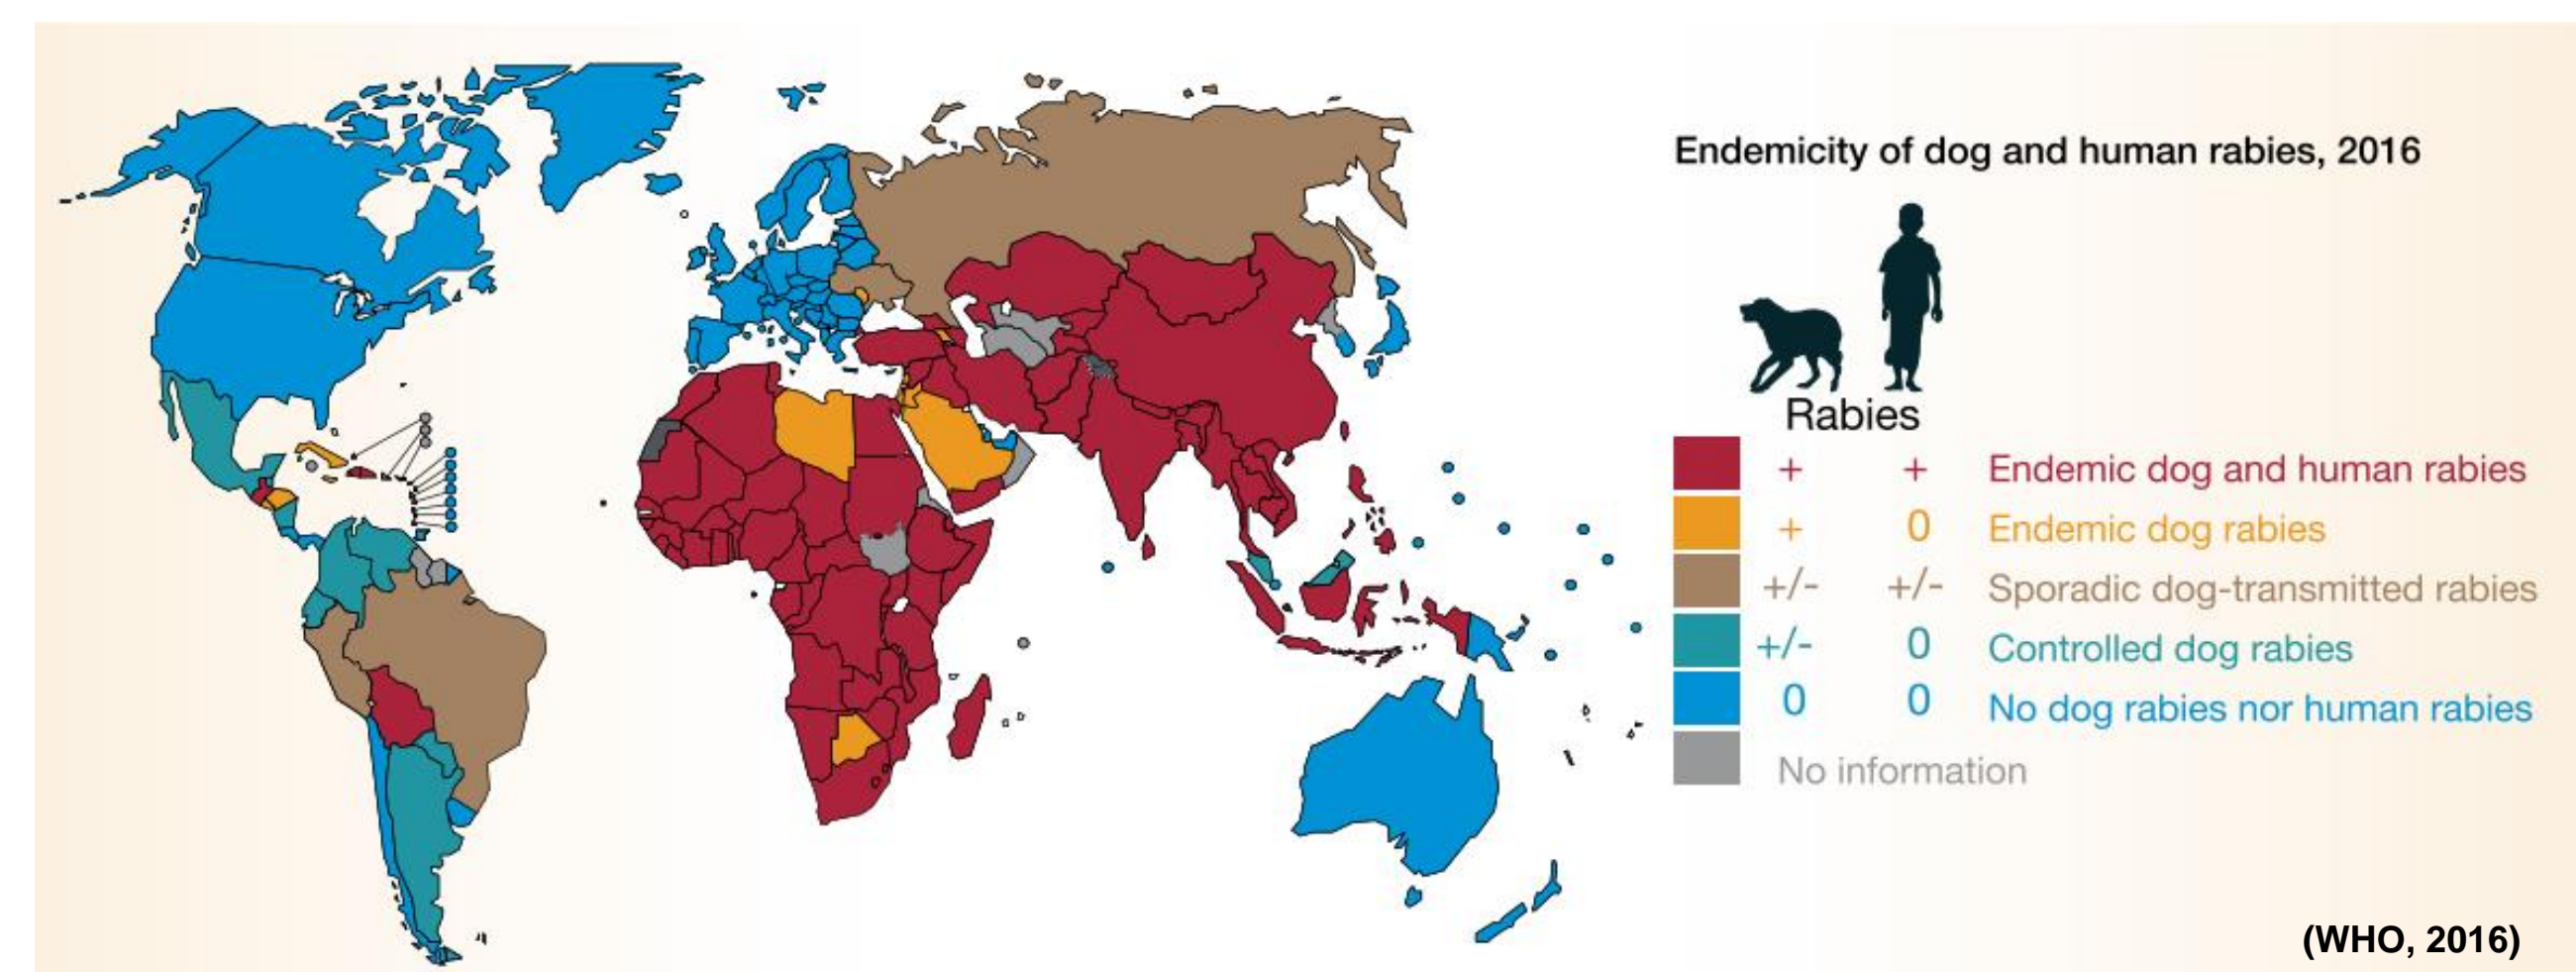 Endemicity of dog and human rabies, 2016
Rabies
+ + Endemic dog and human rabies
+ 0 Endemic dog rabies
+/- +/- Sporadic dog-transmitted rabies
+/- 0 Controlled dog rabies
0 0 No dog rabies nor human rabies
No information
(WHO, 2016)